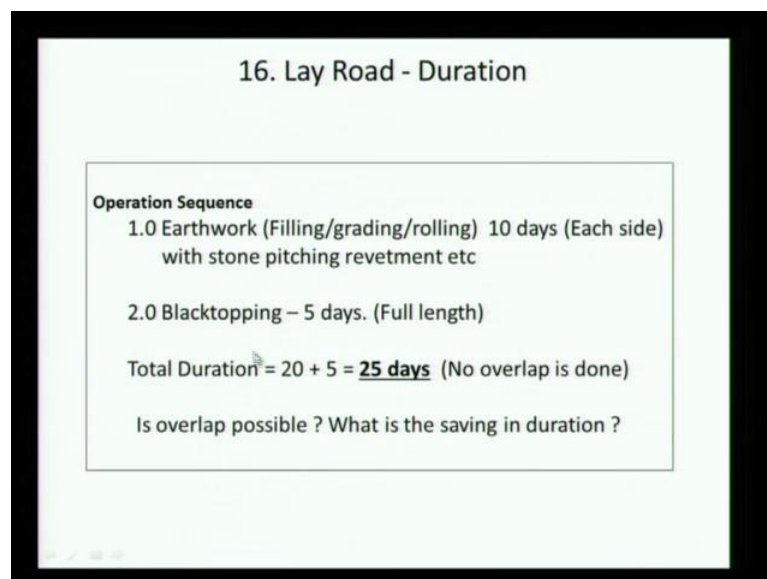 16. Lay Road - Duration
Operation Sequence
1.0 Earthwork (Filling/grading/rolling) 10 days (Each side)
with stone pitching revetment etc
2.0 Blacktopping – 5 days. (Full length)
Total Duration = 20 + 5 = 25 days (No overlap is done)
Is overlap possible ? What is the saving in duration ?